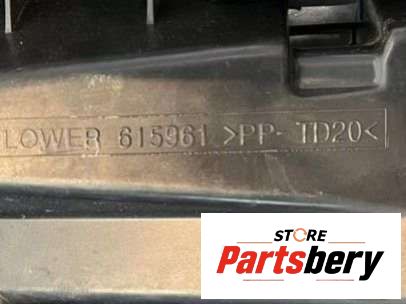 LOWER 615961 >PP-TD20<
STORE
Partsbery